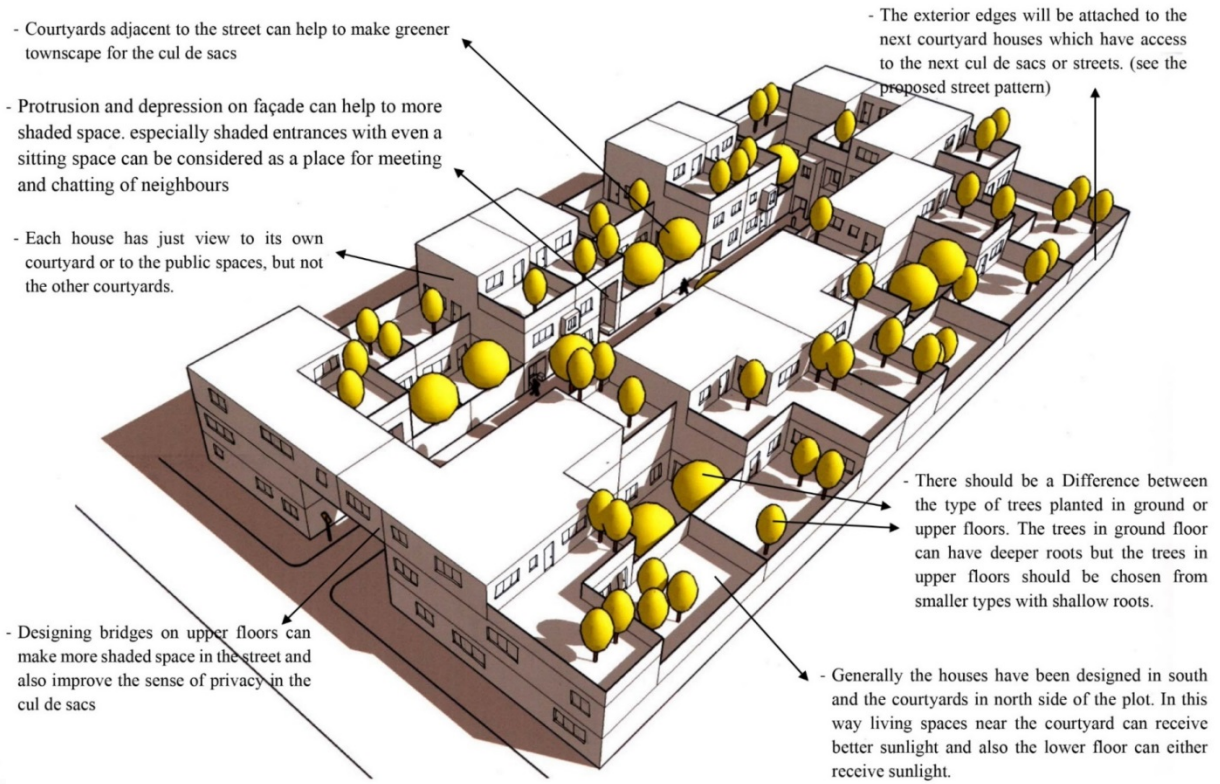 - Courtyards adjacent to the street can help to make greener
townscape for the cul de sacs
- Protrusion and depression on façade can help to more
shaded space. especially shaded entrances with even a
sitting space can be considered as a place for meeting
and chatting of neighbours
- Each house has just view to its own
courtyard or to the public spaces, but not
the other courtyards.
- Designing bridges on upper floors can
make more shaded space in the street and
also improve the sense of privacy in the
cul de sacs
- The exterior edges will be attached to the
next courtyard houses which have access
to the next cul de sacs or streets. (see the
proposed street pattern)
- There should be a Difference between
the type of trees planted in ground or
upper floors. The trees in ground floor
can have deeper roots but the trees in
upper floors should be chosen from
smaller types with shallow roots.
- Generally the houses have been designed in south
and the courtyards in north side of the plot. In this
way living spaces near the courtyard can receive
better sunlight and also the lower floor can either
receive sunlight.